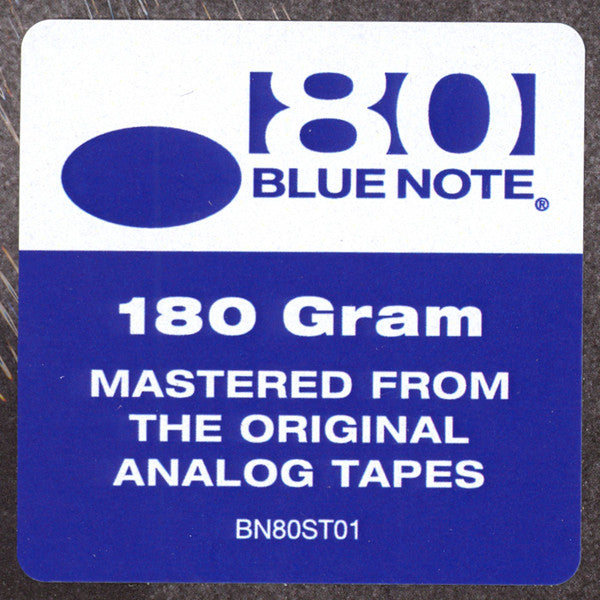 80
BLUE NOTE®
180 Gram
MASTERED FROM
THE ORIGINAL
ANALOG TAPES
BN80ST01